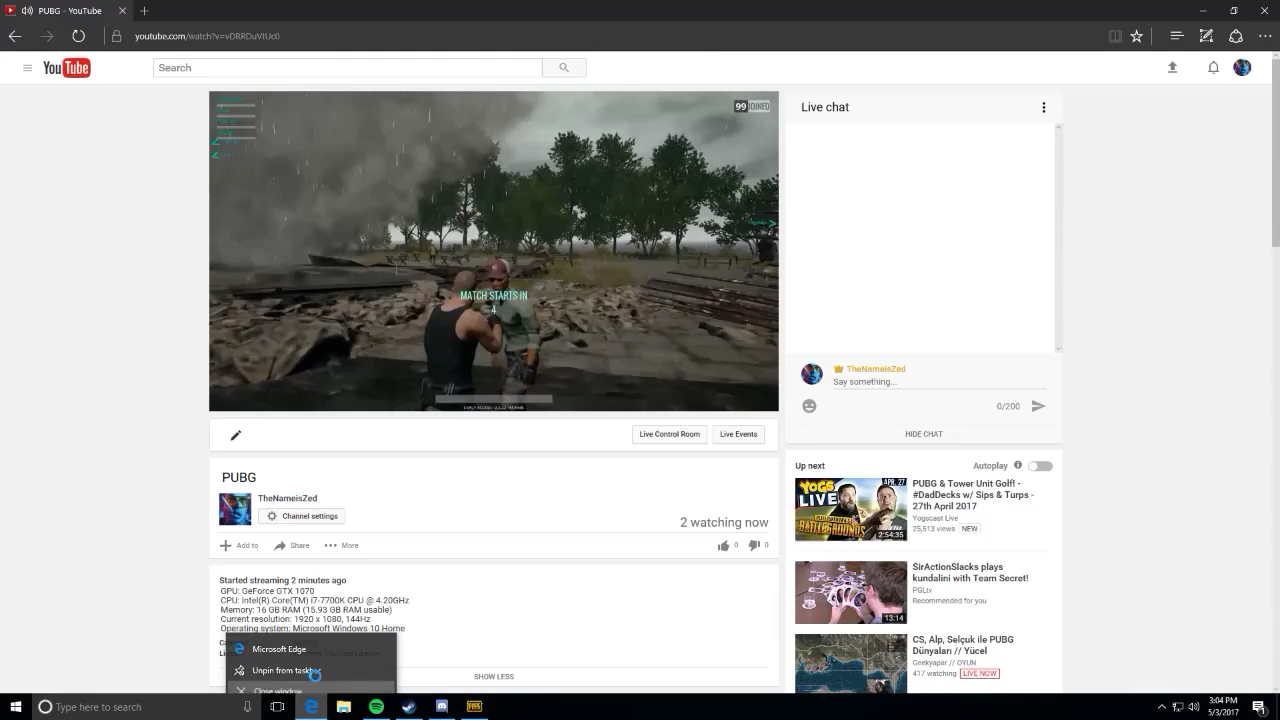 PUBG - YouTube
youtube.com/watch?v=vDRRDuVtUc0
YouTube
Search
99 JOINED
MATCH STARTS IN
4
Live chat
TheNameisZed
Say something...
0/200
HIDE CHAT
Live Control Room
Live Events
PUBG
TheNameisZed
Channel settings
2 watching now
Add to
Share
More
0
0
Started streaming 2 minutes ago
GPU: GeForce GTX 1070
CPU: Intel(R) Core(TM) i7-7700K CPU @ 4.20GHz
Memory: 16 GB RAM (15.93 GB RAM usable)
Current resolution: 1920 x 1080, 144Hz
Operating system: Microsoft Windows 10 Home
SHOW LESS
Microsoft Edge
Unpin from
Close window
Up next
Autoplay
YOGS
LIVE
APR. 27
BATTLEGROUNDS
2:54:35
PUBG & Tower Unit Golf! -
#DadDecks w/ Sips & Turps -
27th April 2017
Yogscast Live
25,513 views NEW
13:14
SirActionSlacks plays
kundalini with Team Secret!
PGLtv
Recommended for you
CS, Alp, Selçuk ile PUBG
Dünyaları // Yücel
Geekyapar // OYUN
417 watching LIVE NOW
Type here to search
PUBG
3:04 PM
5/3/2017